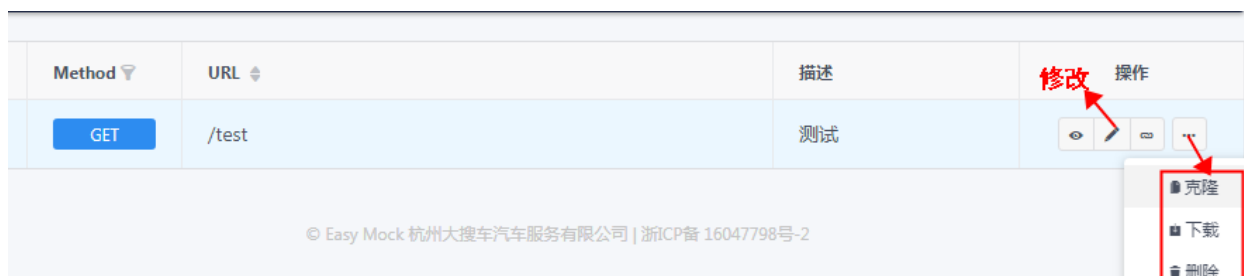 Method URL 描述 修改 操作
GET /test 测试
克隆
下载
© Easy Mock 杭州大搜车汽车服务有限公司 | 浙ICP备 16047798号-2
删除